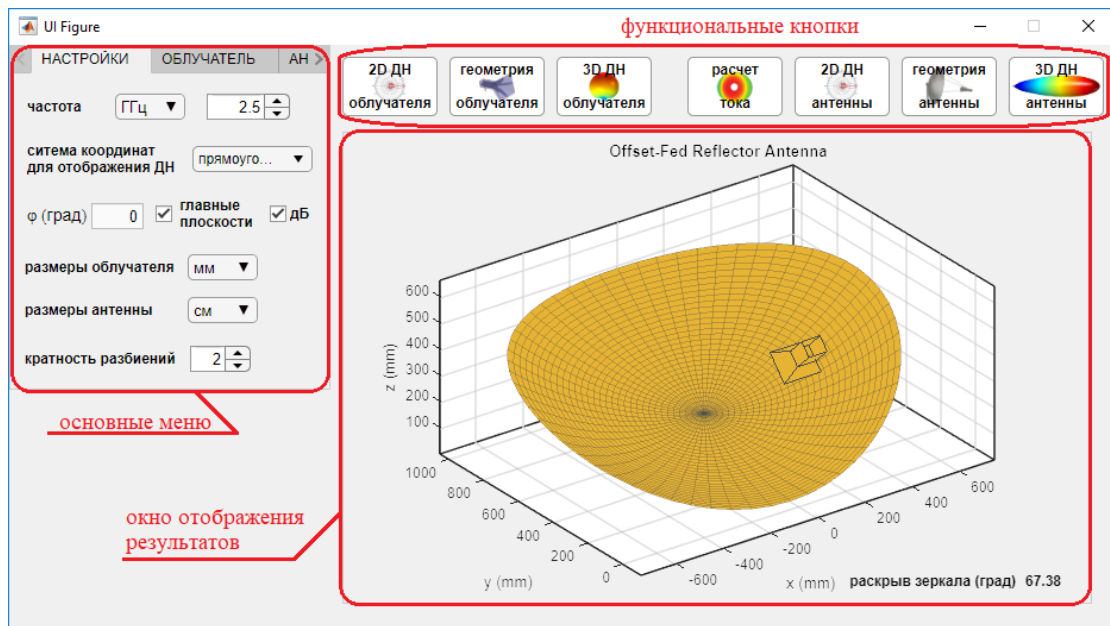 UI Figure
функциональные кнопки
НАСТРОЙКИ ОБЛУЧАТЕЛЬ АН
2D ДН облучателя
геометрия облучателя
3D ДН облучателя
расчет тока
2D ДН антенны
геометрия антенны
3D ДН антенны
частота ГГц 2.5
ситема координат
для отображения ДН
прямоуго...
φ (град) 0
главные
плоскости
дБ
размеры облучателя мм
размеры антенны см
кратность разбиений 2
основные меню
окно отображения
результатов
Offset-Fed Reflector Antenna
z (mm)
600
500
400
300
200
100
1000
800
600
400
200
0
y (mm)
-600
-400
-200
0
200
400
600
x (mm)
раскрыв зеркала (град) 67.38